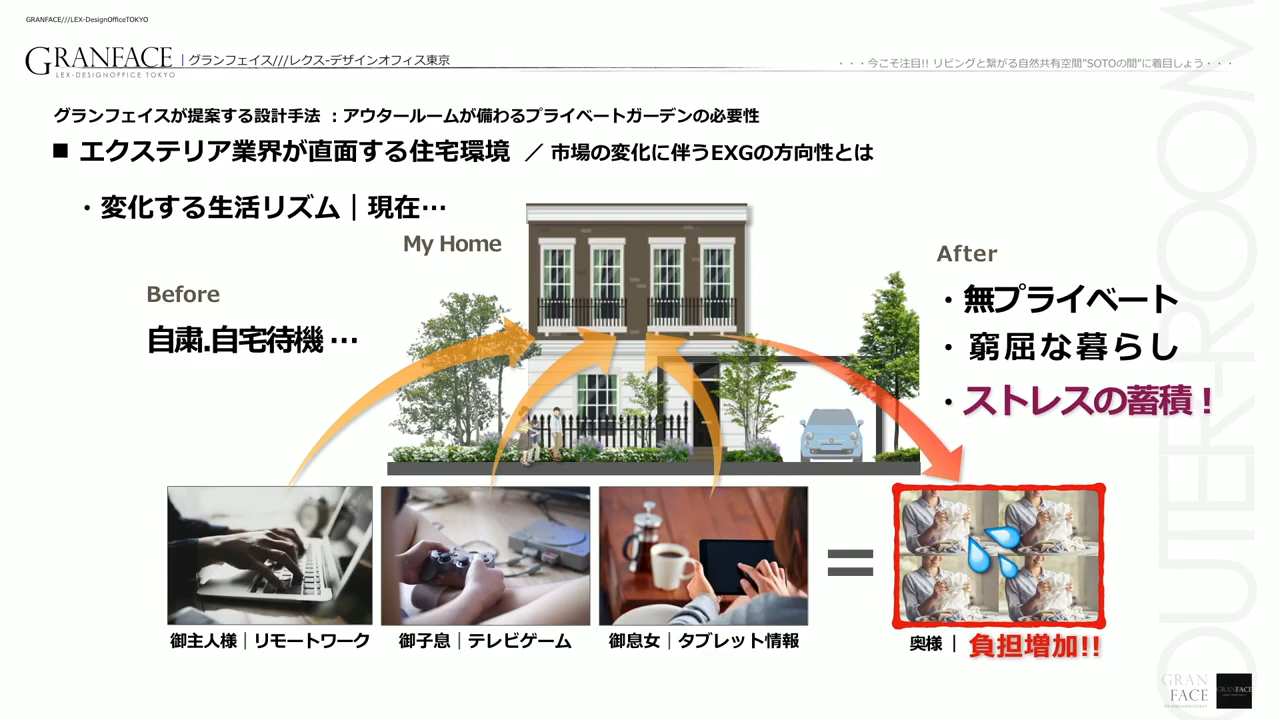 GRANFACE///LEX-DesignOfficeTOKYO
GRANFACE
LEX-DESIGNOFFICE TOKYO
｜グランフェイス///レクス-デザインオフィス東京
・・・今こそ注目!! リビングと繋がる自然共有空間”SOTOの間”に着目しょう・・・
グランフェイスが提案する設計手法 ：アウタールームが備わるプライベートガーデンの必要性
■ エクステリア業界が直面する住宅環境 ／ 市場の変化に伴うEXGの方向性とは
・変化する生活リズム｜現在…
My Home
Before
自粛.自宅待機…
After
・無プライベート
・窮屈な暮らし
・ストレスの蓄積！
=
御主人様｜リモートワーク
御子息｜テレビゲーム
御息女｜タブレット情報
奥様｜負担増加!!
OUTER-ROOM
GRAN
FACE
GRANFACE